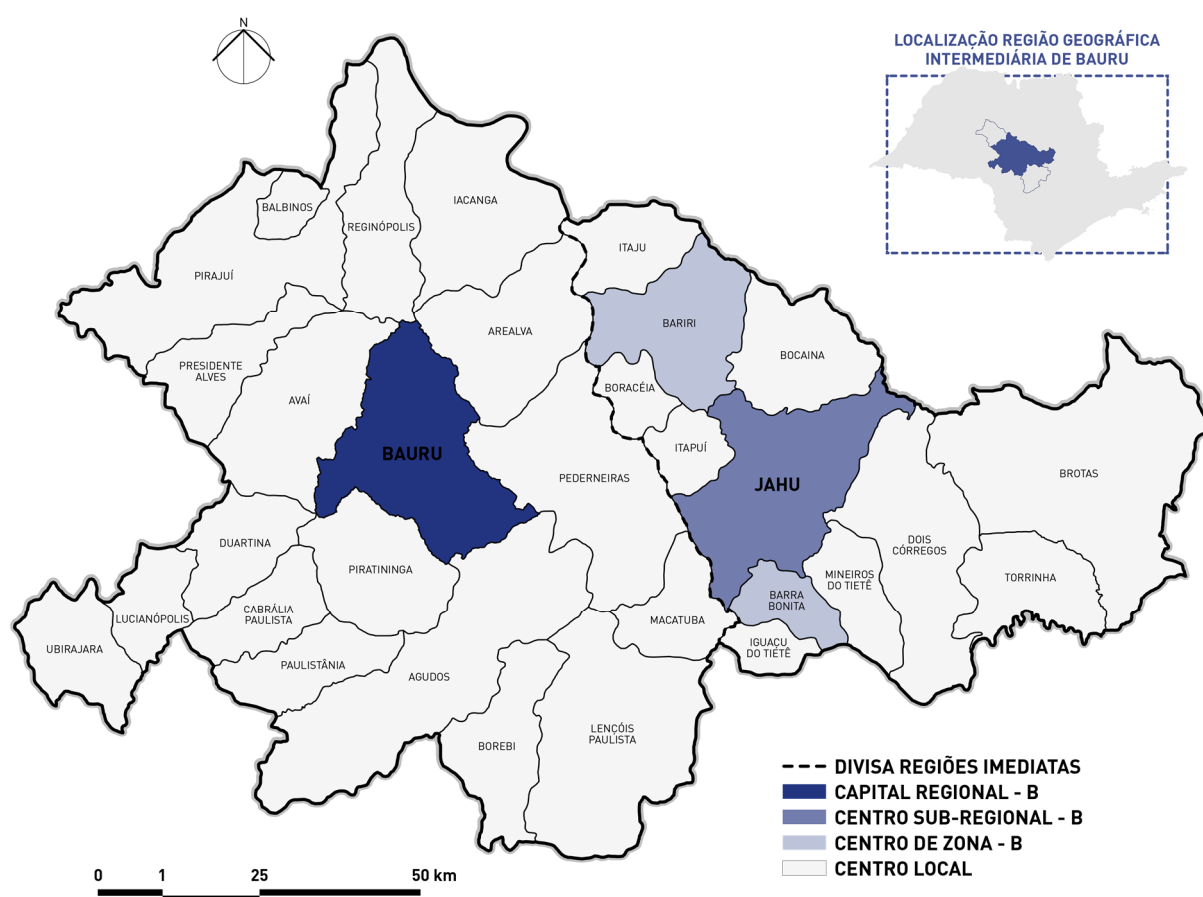 N
LOCALIZAÇÃO REGIÃO GEOGRÁFICA
INTERMEDIÁRIA DE BAURU
BALBINOS
REGINÓPOLIS
IACANGA
ITAJU
PIRAJUÍ
BARIRI
AREALVA
BOCAINA
PRESIDENTE
ALVES
AVAÍ
BORACÉIA
BAURU
ITAPUÍ
PEDERNEIRAS
JAHU
BROTAS
DUARTINA
DOIS
CÓRREGOS
PIRATININGA
MINEIROS
DO TIETÊ
TORRINHA
BARRA
BONITA
CABRÁLIA
PAULISTA
LUCIANÓPOLIS
MACATUBA
UBIRAJARA
IGUAÇU
DO TIETÊ
PAULISTÂNIA
AGUDOS
LENÇÓIS
PAULISTA
BOREBI
DIVISA REGIÕES IMEDIATAS
CAPITAL REGIONAL - B
CENTRO SUB-REGIONAL - B
CENTRO DE ZONA - B
CENTRO LOCAL
0 1 25 50 km